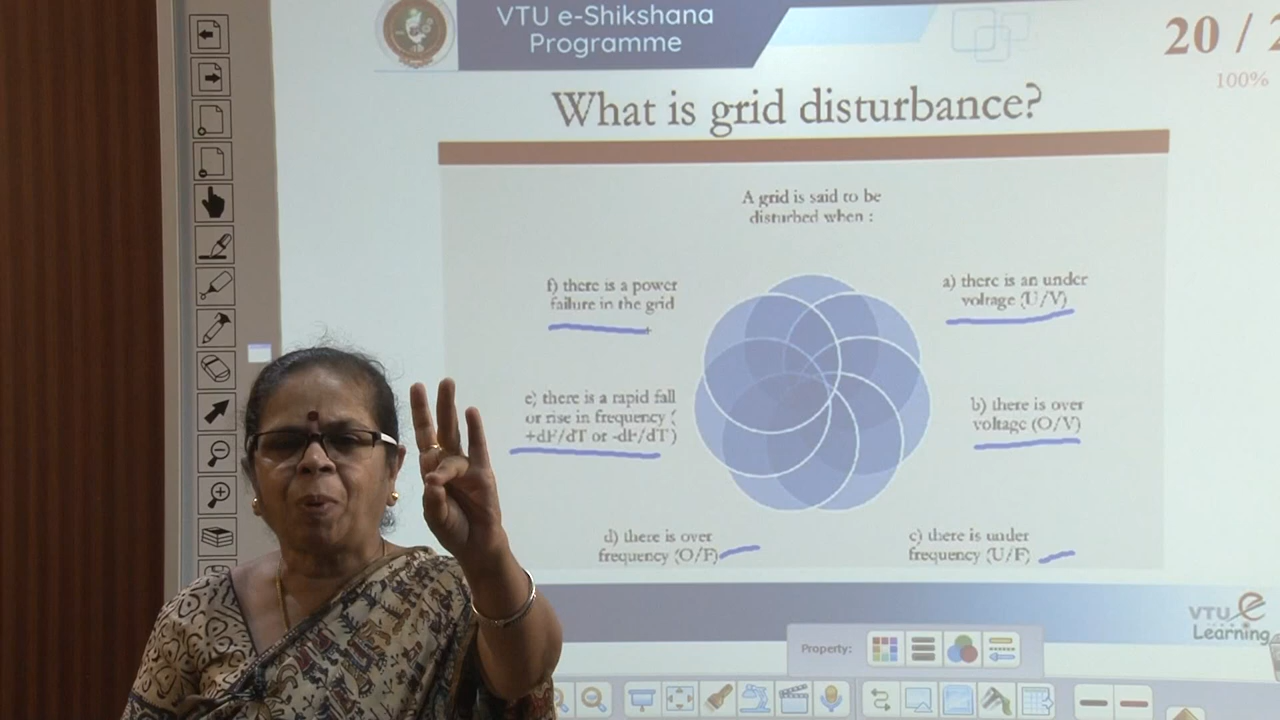 VTU e-Shikshana
Programme
20 / 2
100%
What is grid disturbance?
A grid is said to be
disturbed when :
f) there is a power
failure in the grid
a) there is an under
voltage (U/V)
e) there is a rapid fall
or rise in frequency (
+dF/dT or -dF/dT)
b) there is over
voltage (O/V)
d) there is over
frequency (O/F)
c) there is under
frequency (U/F)
VTU e
Learning
Property: